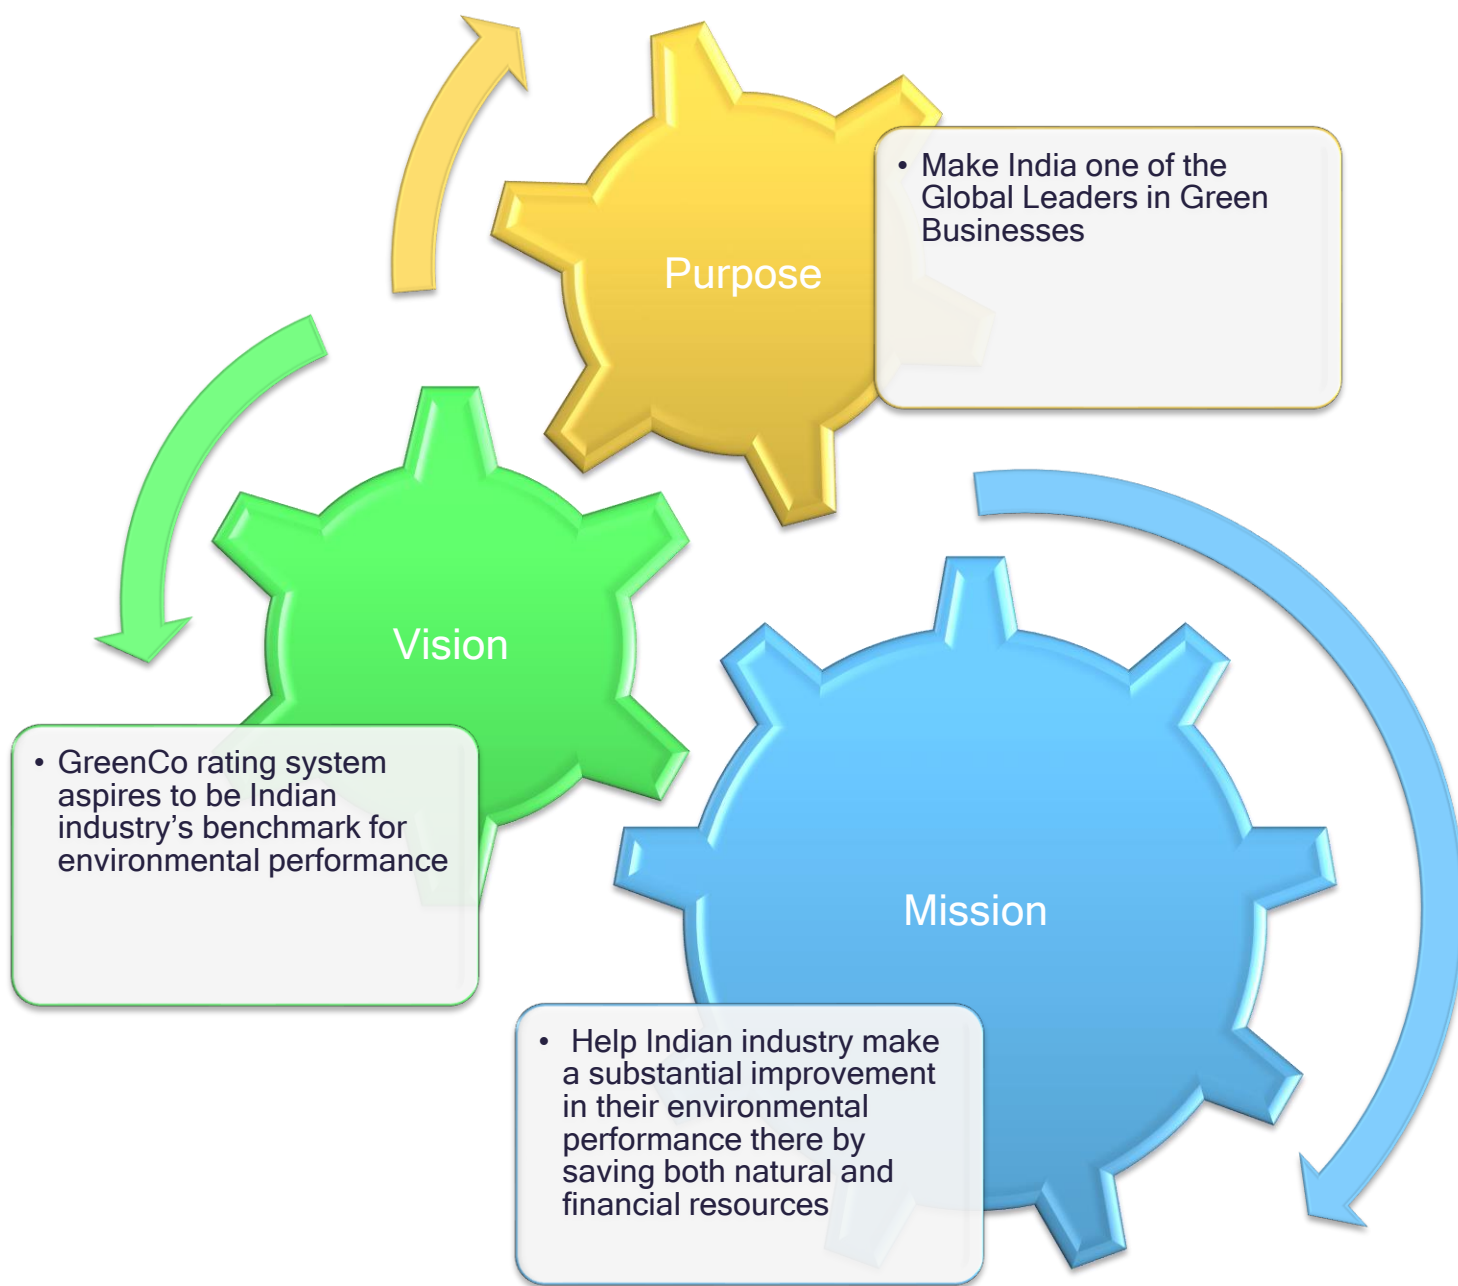 Purpose
• Make India one of the
Global Leaders in Green
Businesses
Vision
• GreenCo rating system
aspires to be Indian
industry’s benchmark for
environmental performance
Mission
• Help Indian industry make
a substantial improvement
in their environmental
performance there by
saving both natural and
financial resources